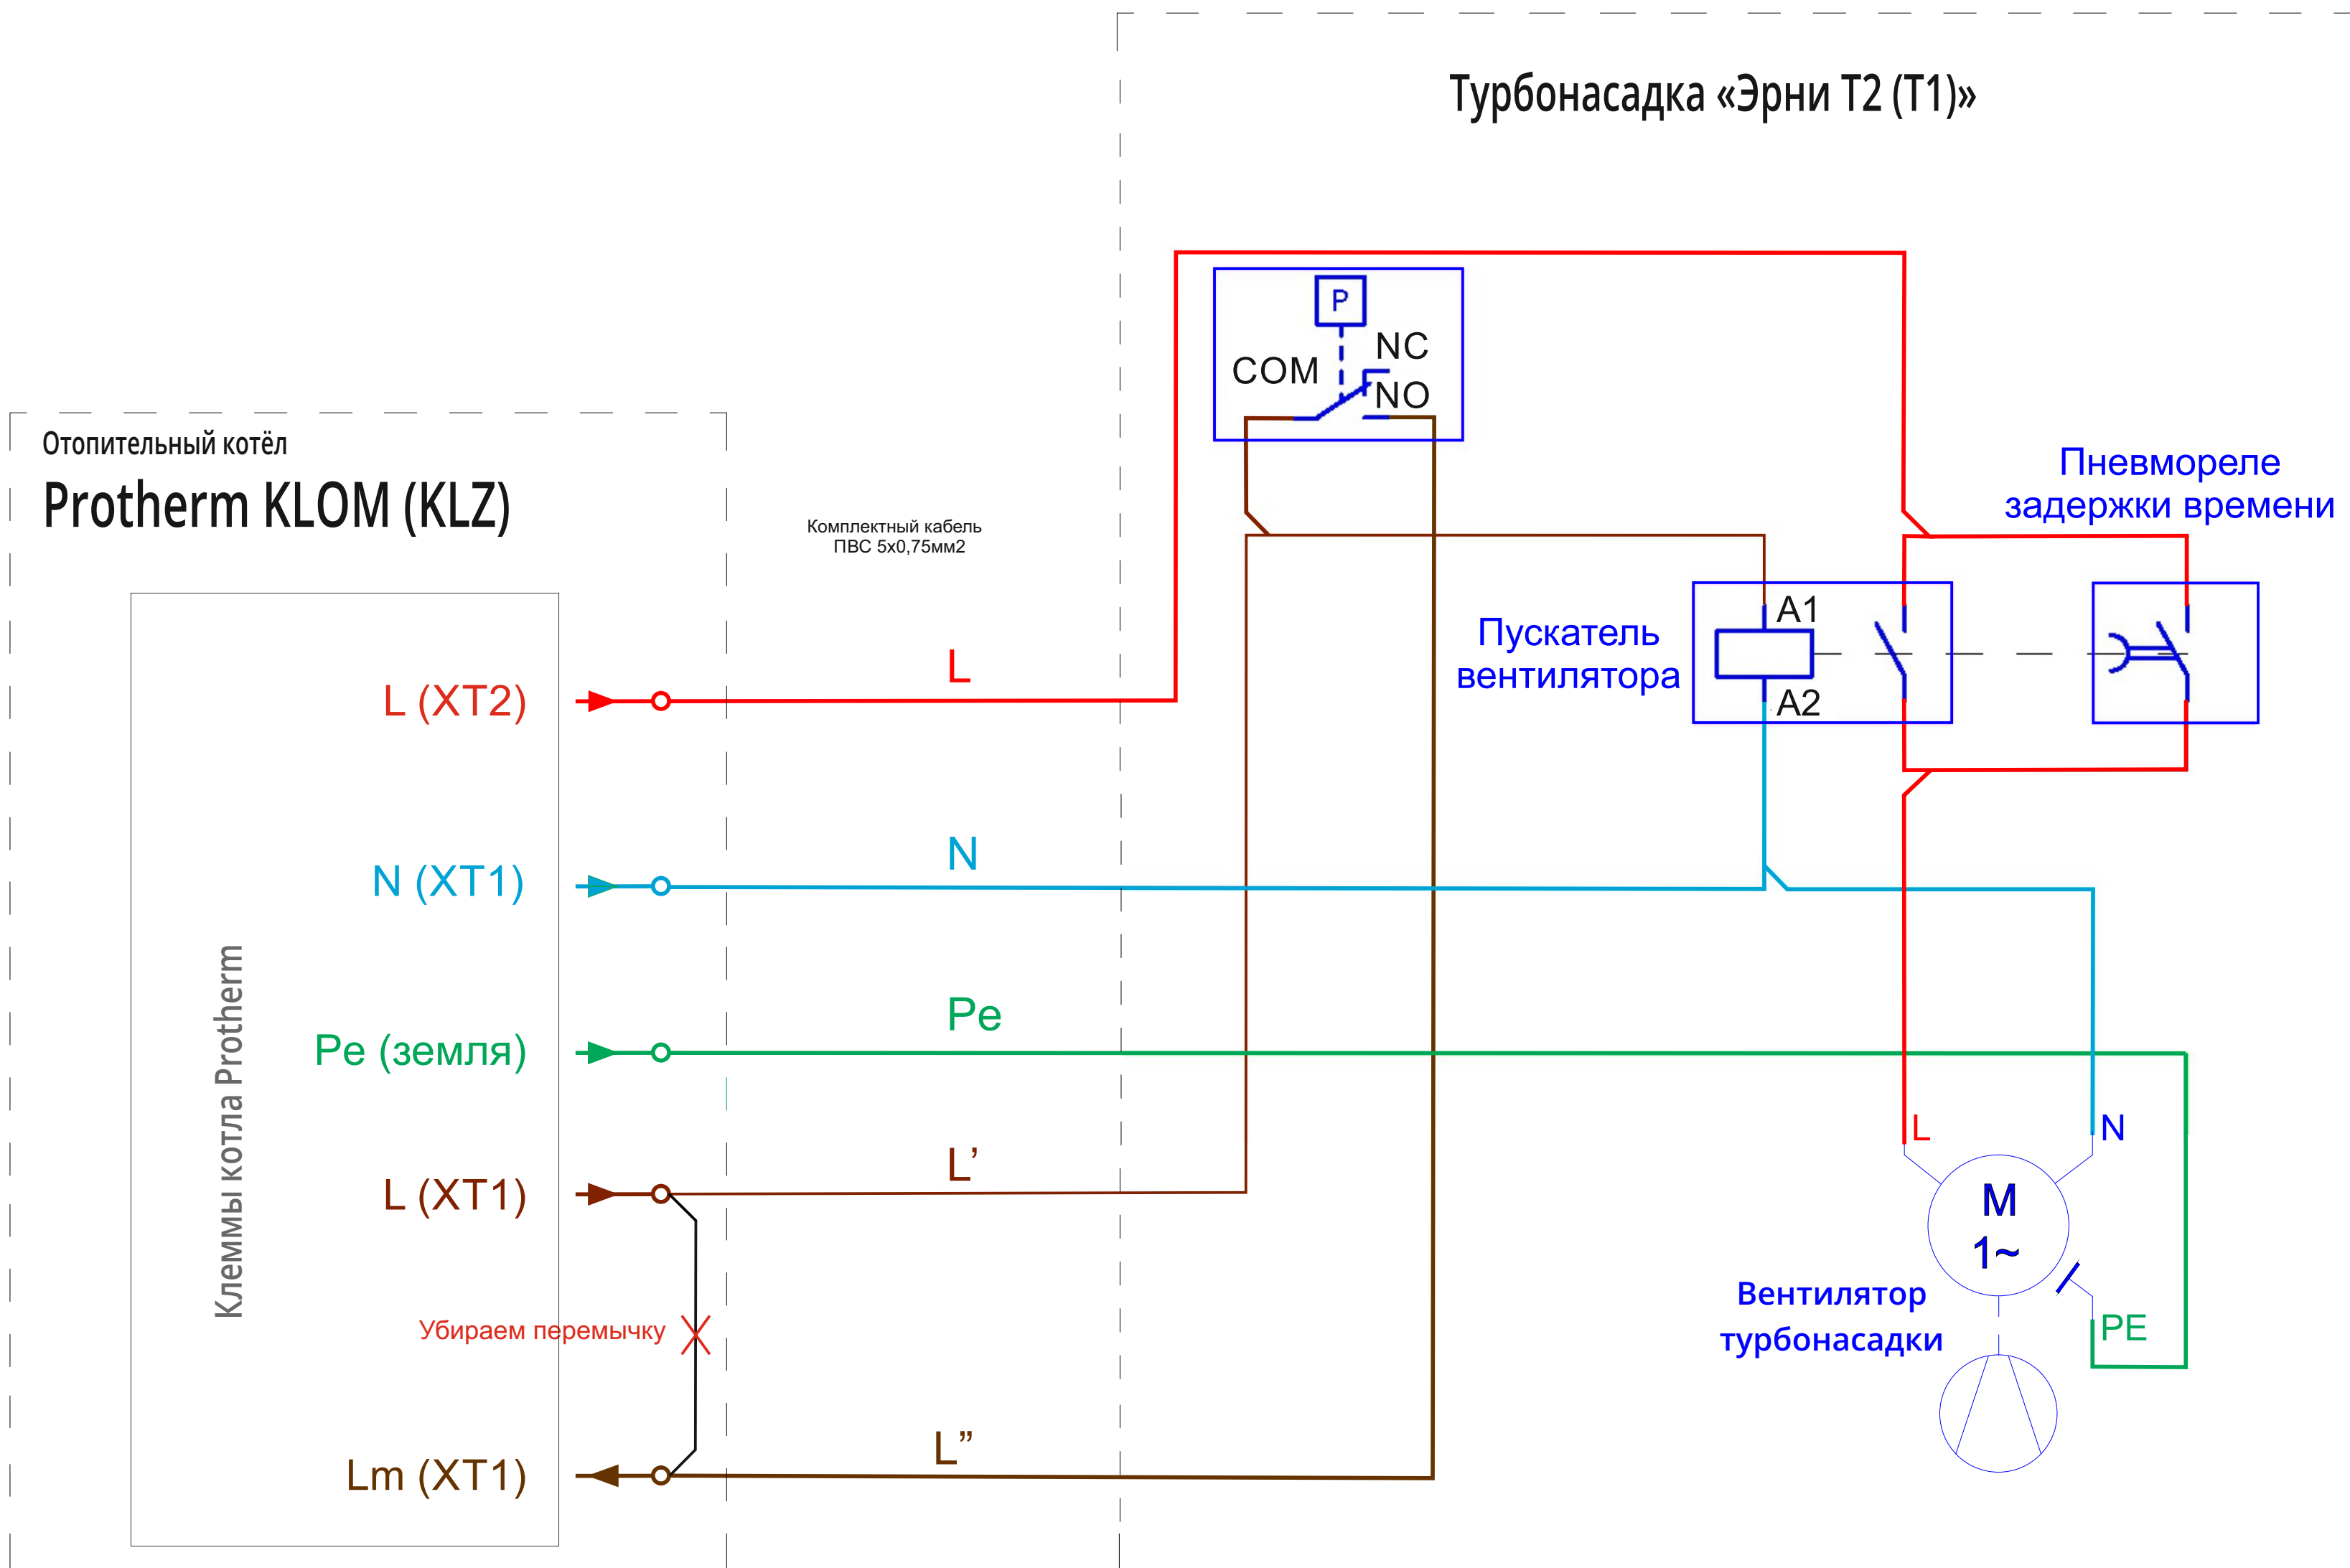 Турбонасадка «Эрни Т2 (Т1)»
P
NC
COM
NO
Отопительный котёл
Protherm KLOM (KLZ)
Комплектный кабель
ПВС 5х0,75мм2
Пневмореле
задержки времени
Пускатель
вентилятора
A1
A2
L (XT2)
L
N (XT1)
N
Pe (земля)
Pe
L (XT1)
L’
Убираем перемычку
Lm (XT1)
L”
Клеммы котла Protherm
L
N
M
1~
PE
Вентилятор
турбонасадки